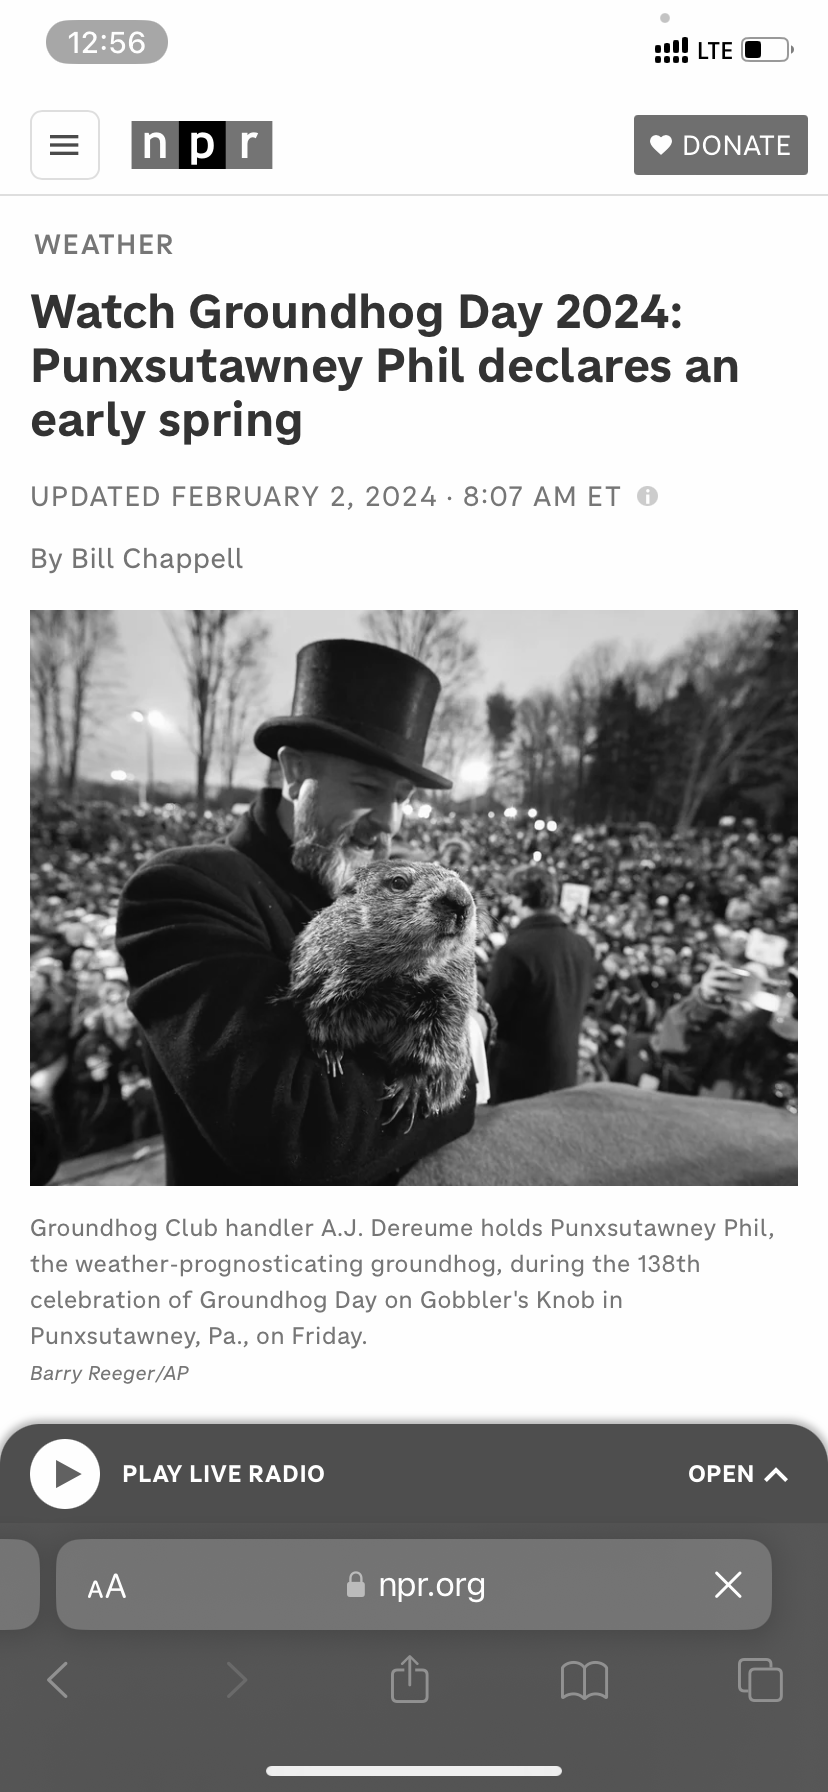 12:56
LTE
npr
DONATE
WEATHER
Watch Groundhog Day 2024:
Punxsutawney Phil declares an
early spring
UPDATED FEBRUARY 2, 2024 · 8:07 AM ET
By Bill Chappell
Groundhog Club handler A.J. Dereume holds Punxsutawney Phil,
the weather-prognosticating groundhog, during the 138th
celebration of Groundhog Day on Gobbler's Knob in
Punxsutawney, Pa., on Friday.
Barry Reeger/AP
PLAY LIVE RADIO
OPEN
AA
npr.org